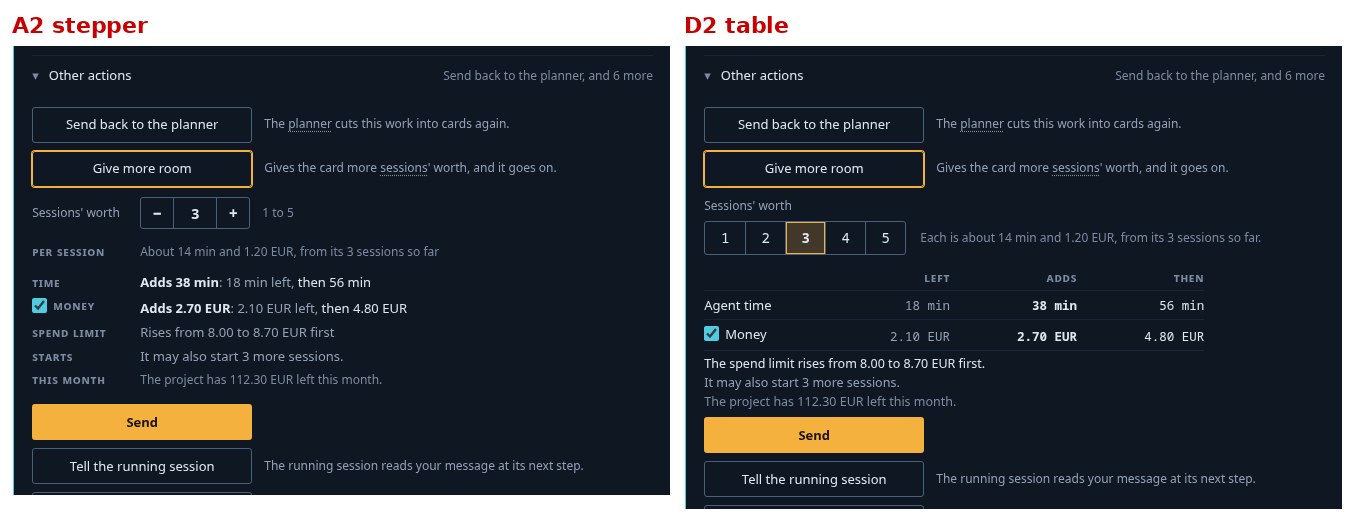 A2 stepper
▾ Other actions Send back to the planner, and 6 more
Send back to the planner The planner cuts this work into cards again.
Give more room Gives the card more sessions' worth, and it goes on.
Sessions' worth − 3 + 1 to 5
PER SESSION About 14 min and 1.20 EUR, from its 3 sessions so far
TIME Adds 38 min: 18 min left, then 56 min
MONEY Adds 2.70 EUR: 2.10 EUR left, then 4.80 EUR
SPEND LIMIT Rises from 8.00 to 8.70 EUR first
STARTS It may also start 3 more sessions.
THIS MONTH The project has 112.30 EUR left this month.
Send
Tell the running session The running session reads your message at its next step.
D2 table
▾ Other actions Send back to the planner, and 6 more
Send back to the planner The planner cuts this work into cards again.
Give more room Gives the card more sessions' worth, and it goes on.
Sessions' worth
1 2 3 4 5 Each is about 14 min and 1.20 EUR, from its 3 sessions so far.
LEFT ADDS THEN
Agent time 18 min 38 min 56 min
Money 2.10 EUR 2.70 EUR 4.80 EUR
The spend limit rises from 8.00 to 8.70 EUR first.
It may also start 3 more sessions.
The project has 112.30 EUR left this month.
Send
Tell the running session The running session reads your message at its next step.